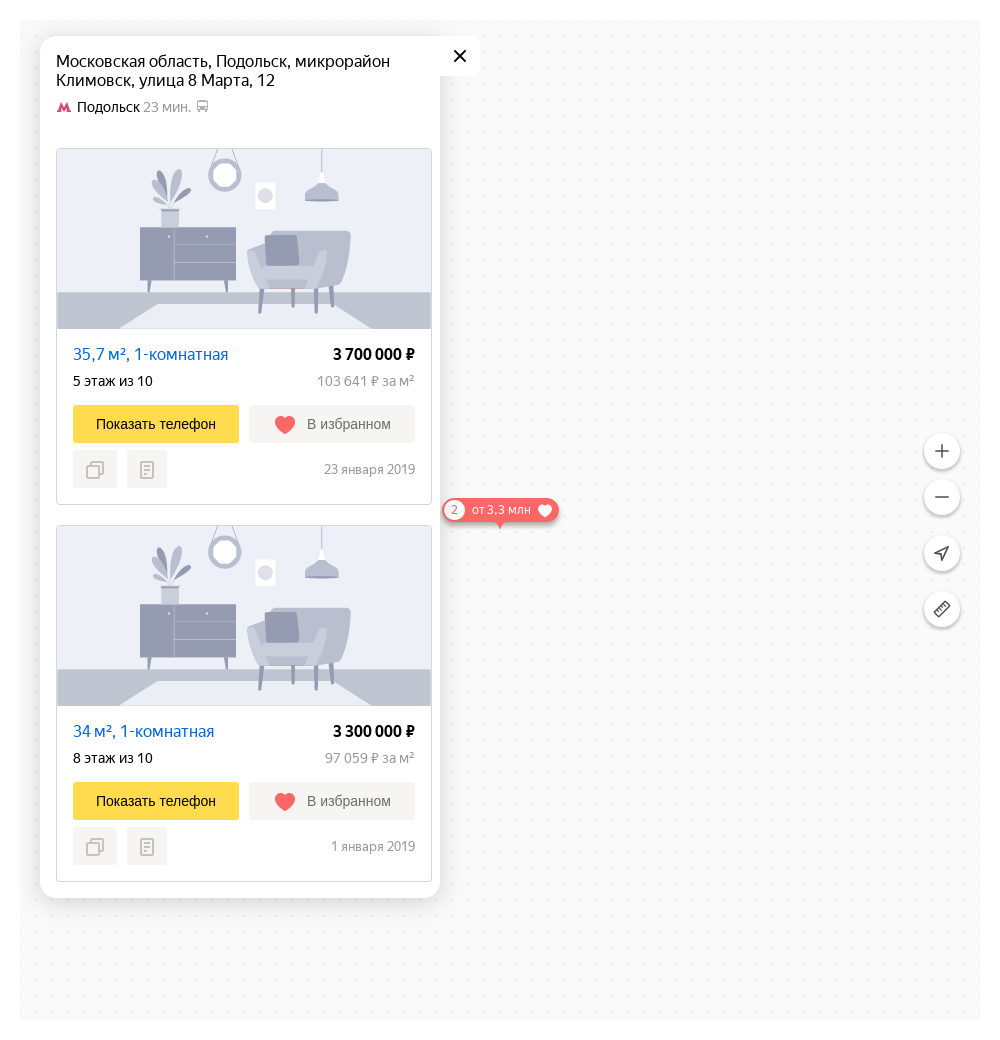 Московская область, Подольск, микрорайон
Климовск, улица 8 Марта, 12
Подольск 23 мин.
35,7 м², 1-комнатная
3 700 000 ₽
5 этаж из 10
103 641 ₽ за м²
Показать телефон
В избранном
23 января 2019
2 от 3,3 млн
34 м², 1-комнатная
3 300 000 ₽
8 этаж из 10
97 059 ₽ за м²
Показать телефон
В избранном
1 января 2019